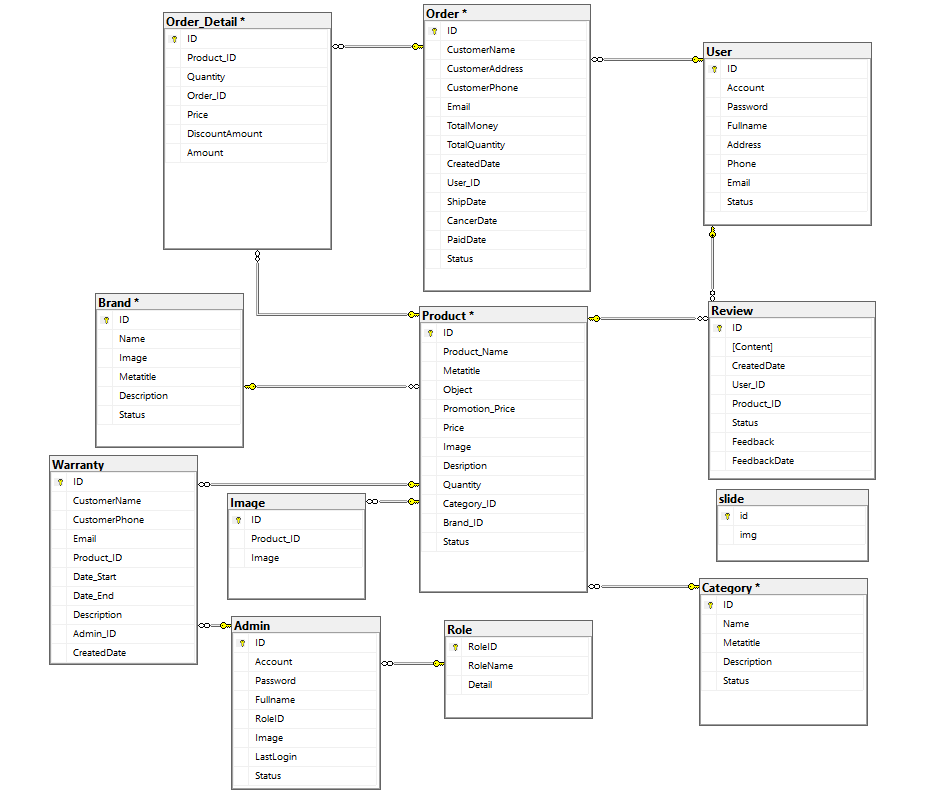 Order_Detail *
ID
Product_ID
Quantity
Order_ID
Price
DiscountAmount
Amount
Order *
ID
CustomerName
CustomerAddress
CustomerPhone
Email
TotalMoney
TotalQuantity
CreatedDate
User_ID
ShipDate
CancerDate
PaidDate
Status
User
ID
Account
Password
Fullname
Address
Phone
Email
Status
Brand *
ID
Name
Image
Metatitle
Description
Status
Product *
ID
Product_Name
Metatitle
Object
Promotion_Price
Price
Image
Desription
Quantity
Category_ID
Brand_ID
Status
Review
ID
[Content]
CreatedDate
User_ID
Product_ID
Status
Feedback
FeedbackDate
Warranty
ID
CustomerName
CustomerPhone
Email
Product_ID
Date_Start
Date_End
Description
Admin_ID
CreatedDate
Image
ID
Product_ID
Image
slide
id
img
Category *
ID
Name
Metatitle
Description
Status
Admin
ID
Account
Password
Fullname
RoleID
Image
LastLogin
Status
Role
RoleID
RoleName
Detail